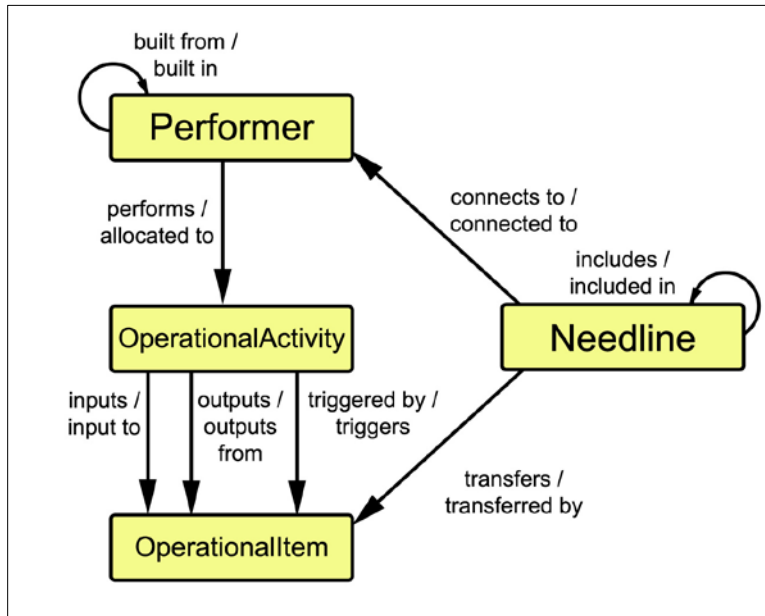 built from /
built in
Performer
performs /
allocated to
connects to /
connected to
includes /
included in
OperationalActivity
Needline
inputs /
input to
outputs /
outputs
from
triggered by /
triggers
transfers /
transferred by
OperationalItem